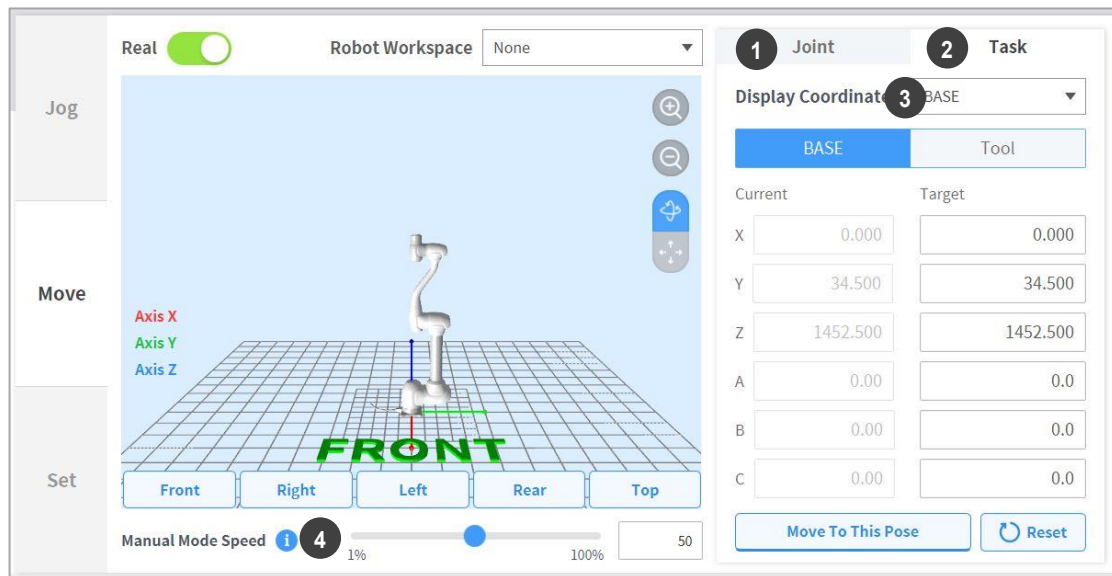 Jog
Move
Set
Real
Robot Workspace None
Axis X
Axis Y
Axis Z
FRONT
Front Right Left Rear Top
Manual Mode Speed i 4
1% 100% 50
1 Joint 2 Task
Display Coordinate 3 BASE
BASE Tool
Current Target
X 0.000 0.000
Y 34.500 34.500
Z 1452.500 1452.500
A 0.00 0.0
B 0.00 0.0
C 0.00 0.0
Move To This Pose Reset